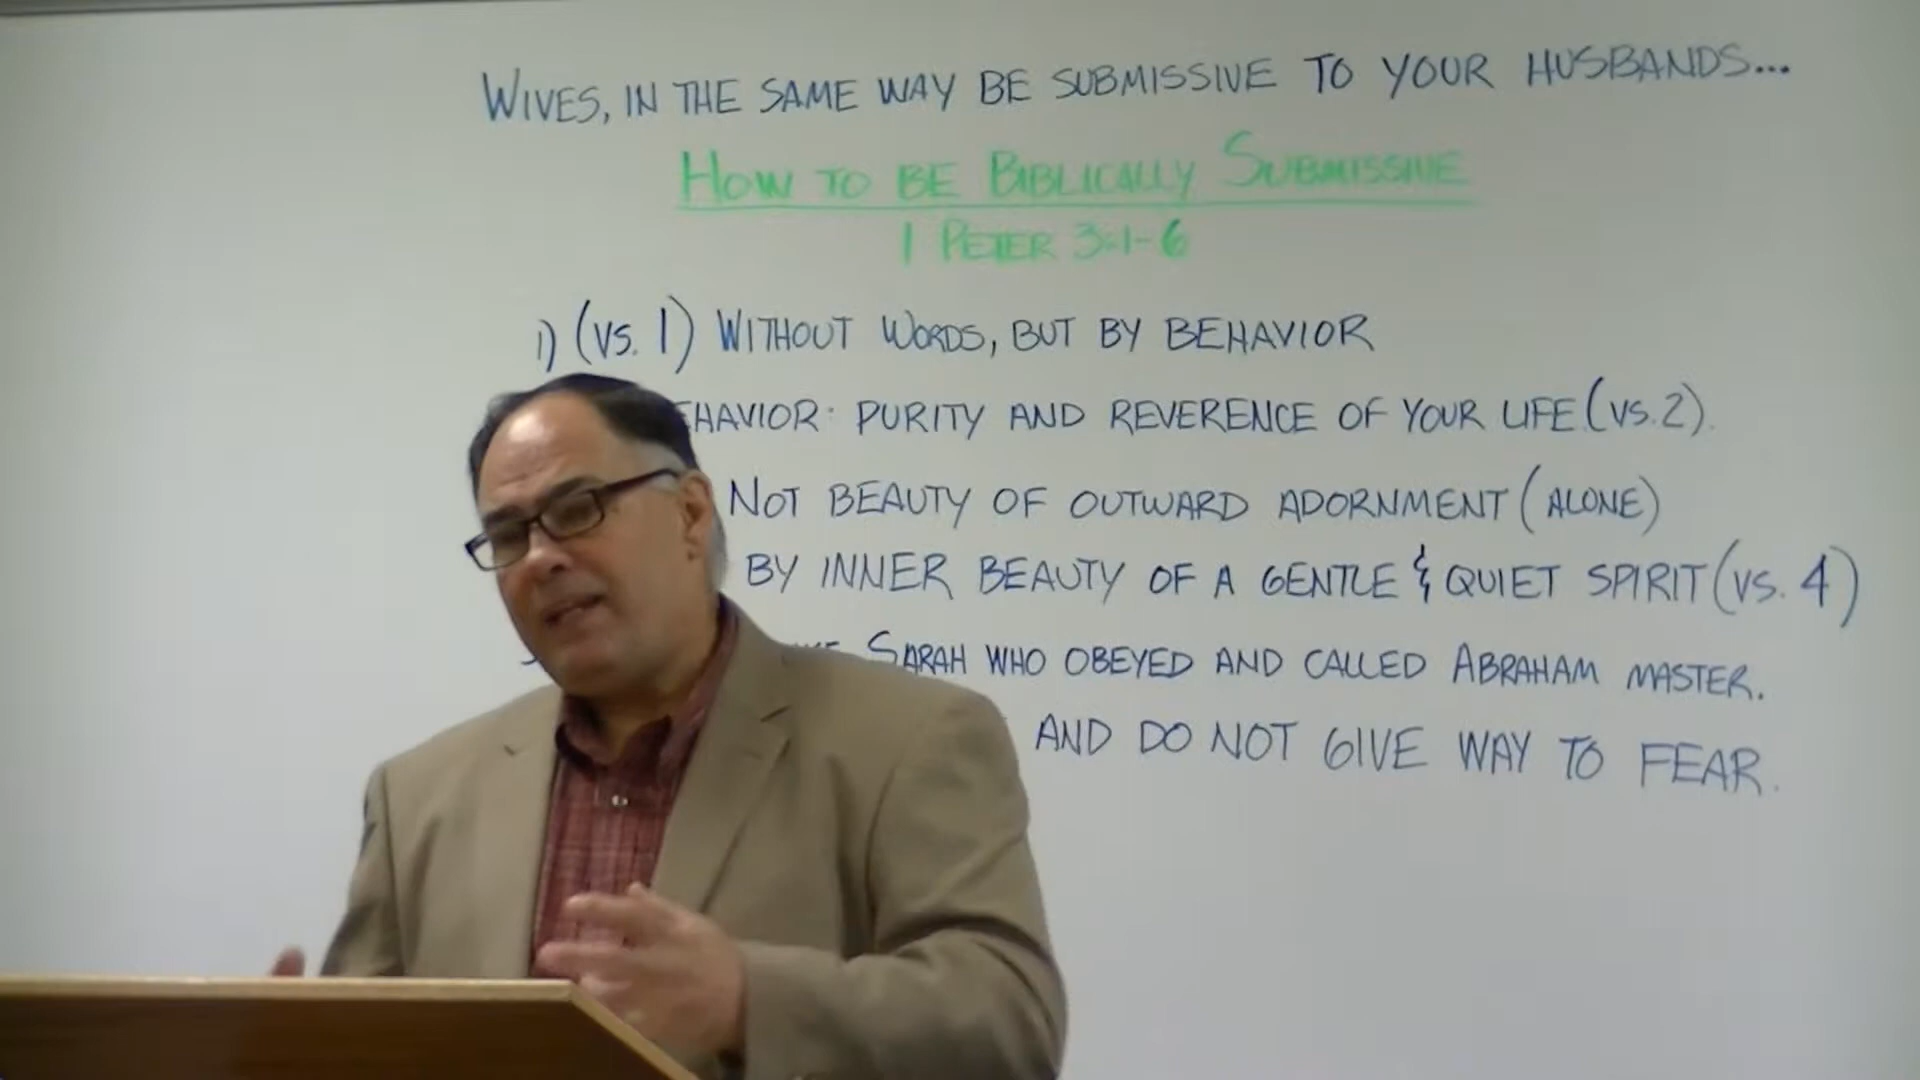 WIVES, IN THE SAME WAY BE SUBMISSIVE TO YOUR HUSBANDS...
HOW TO BE BIBLICALLY SUBMISSIVE
1 PETER 3:1-6
1) (VS. 1) WITHOUT WORDS, BUT BY BEHAVIOR
EHAVIOR: PURITY AND REVERENCE OF YOUR LIFE (VS. 2).
NOT BEAUTY OF OUTWARD ADORNMENT (ALONE)
BY INNER BEAUTY OF A GENTLE & QUIET SPIRIT (VS. 4)
SARAH WHO OBEYED AND CALLED ABRAHAM MASTER.
AND DO NOT GIVE WAY TO FEAR.